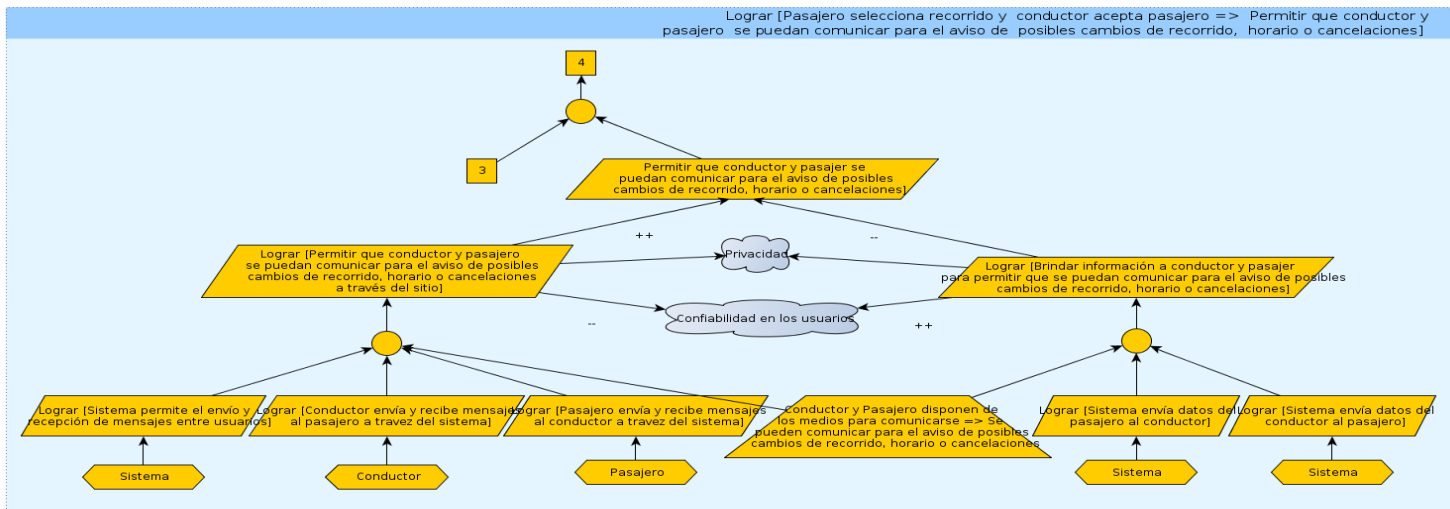 Lograr [Pasajero selecciona recorrido y conductor acepta pasajero => Permitir que conductor y
pasajero se puedan comunicar para el aviso de posibles cambios de recorrido, horario o cancelaciones]
4
3
Permitir que conductor y pasajer se
puedan comunicar para el aviso de posibles
cambios de recorrido, horario o cancelaciones]
++
--
Lograr [Permitir que conductor y pasajero
se puedan comunicar para el aviso de posibles
cambios de recorrido, horario o cancelaciones
a través del sitio]
Privacidad
Lograr [Brindar información a conductor y pasajer
para permitir que se puedan comunicar para el aviso de posibles
cambios de recorrido, horario o cancelaciones]
Confiabilidad en los usuarios
--
++
Lograr [Sistema permite el envío y
recepción de mensajes entre usuarios]
Lograr [Conductor envía y recibe mensajes
al pasajero a travez del sistema]
Lograr [Pasajero envía y recibe mensajes
al conductor a travez del sistema]
Conductor y Pasajero disponen de
los medios para comunicarse => Se
pueden comunicar para el aviso de posibles
cambios de recorrido, horario o cancelaciones
Lograr [Sistema envía datos del
pasajero al conductor]
Lograr [Sistema envía datos del
conductor al pasajero]
Sistema
Conductor
Pasajero
Sistema
Sistema